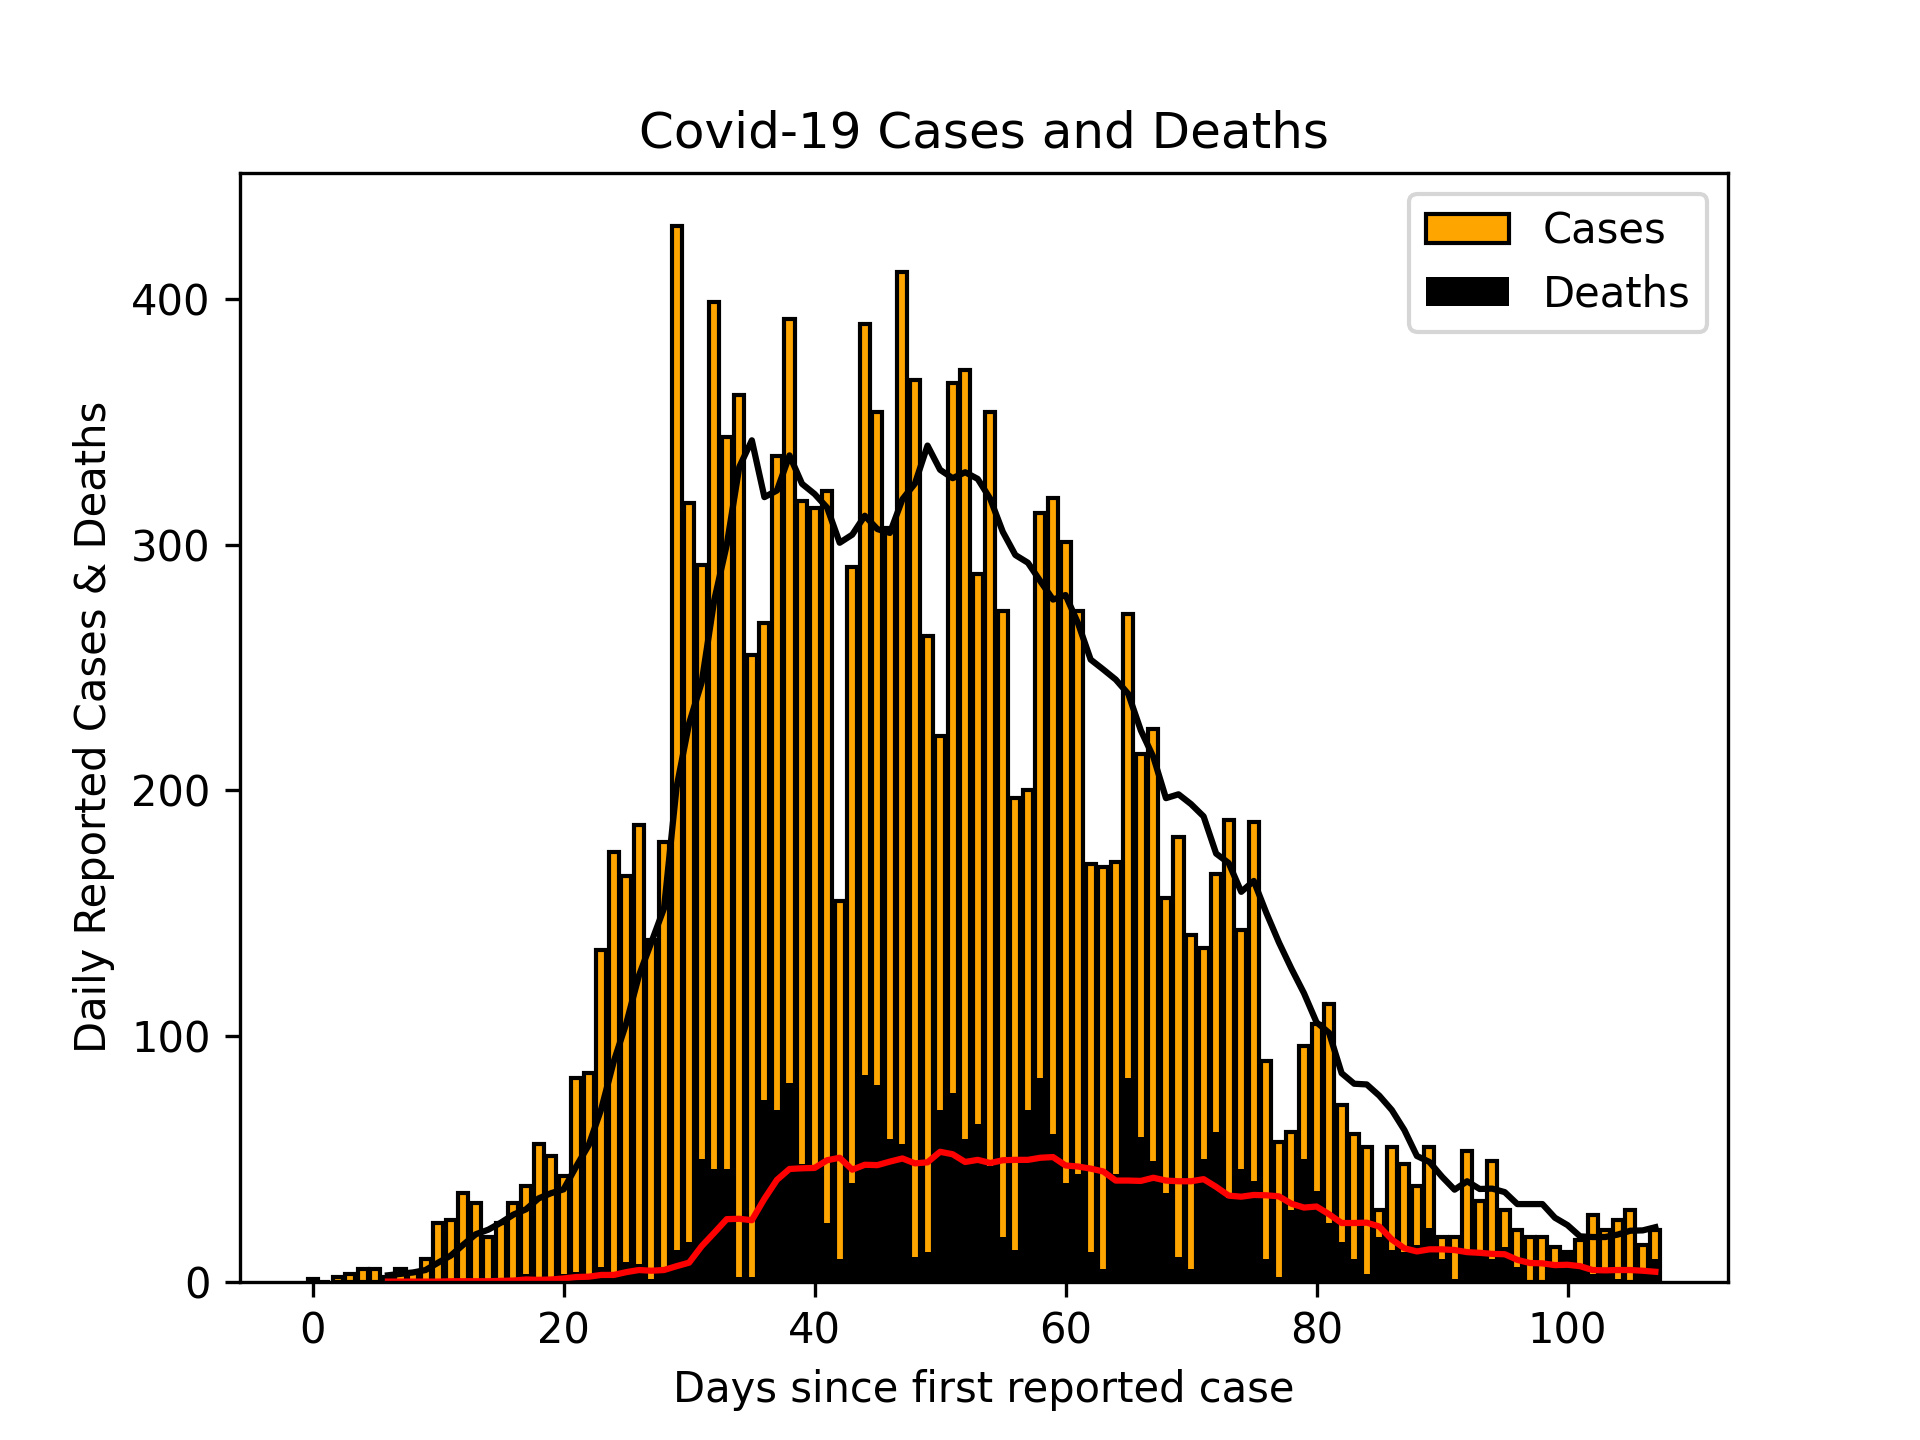 Covid-19 Cases and Deaths
Cases
Deaths
Daily Reported Cases & Deaths
400
300
200
100
0
0 20 40 60 80 100
Days since first reported case